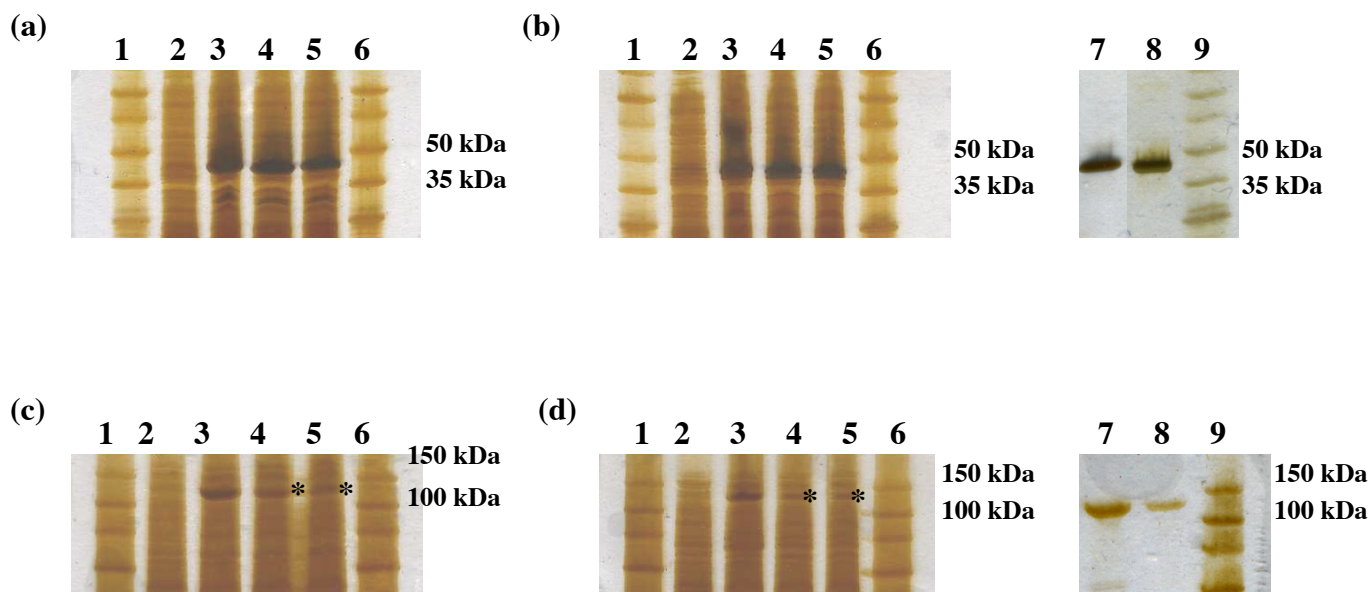 (a)
1 2 3 4 5 6
50 kDa
35 kDa
(b)
1 2 3 4 5 6
50 kDa
35 kDa
7 8 9
50 kDa
35 kDa
(c)
1 2 3 4 5 6
150 kDa
100 kDa
* *
(d)
1 2 3 4 5 6
150 kDa
100 kDa
* *
7 8 9
150 kDa
100 kDa